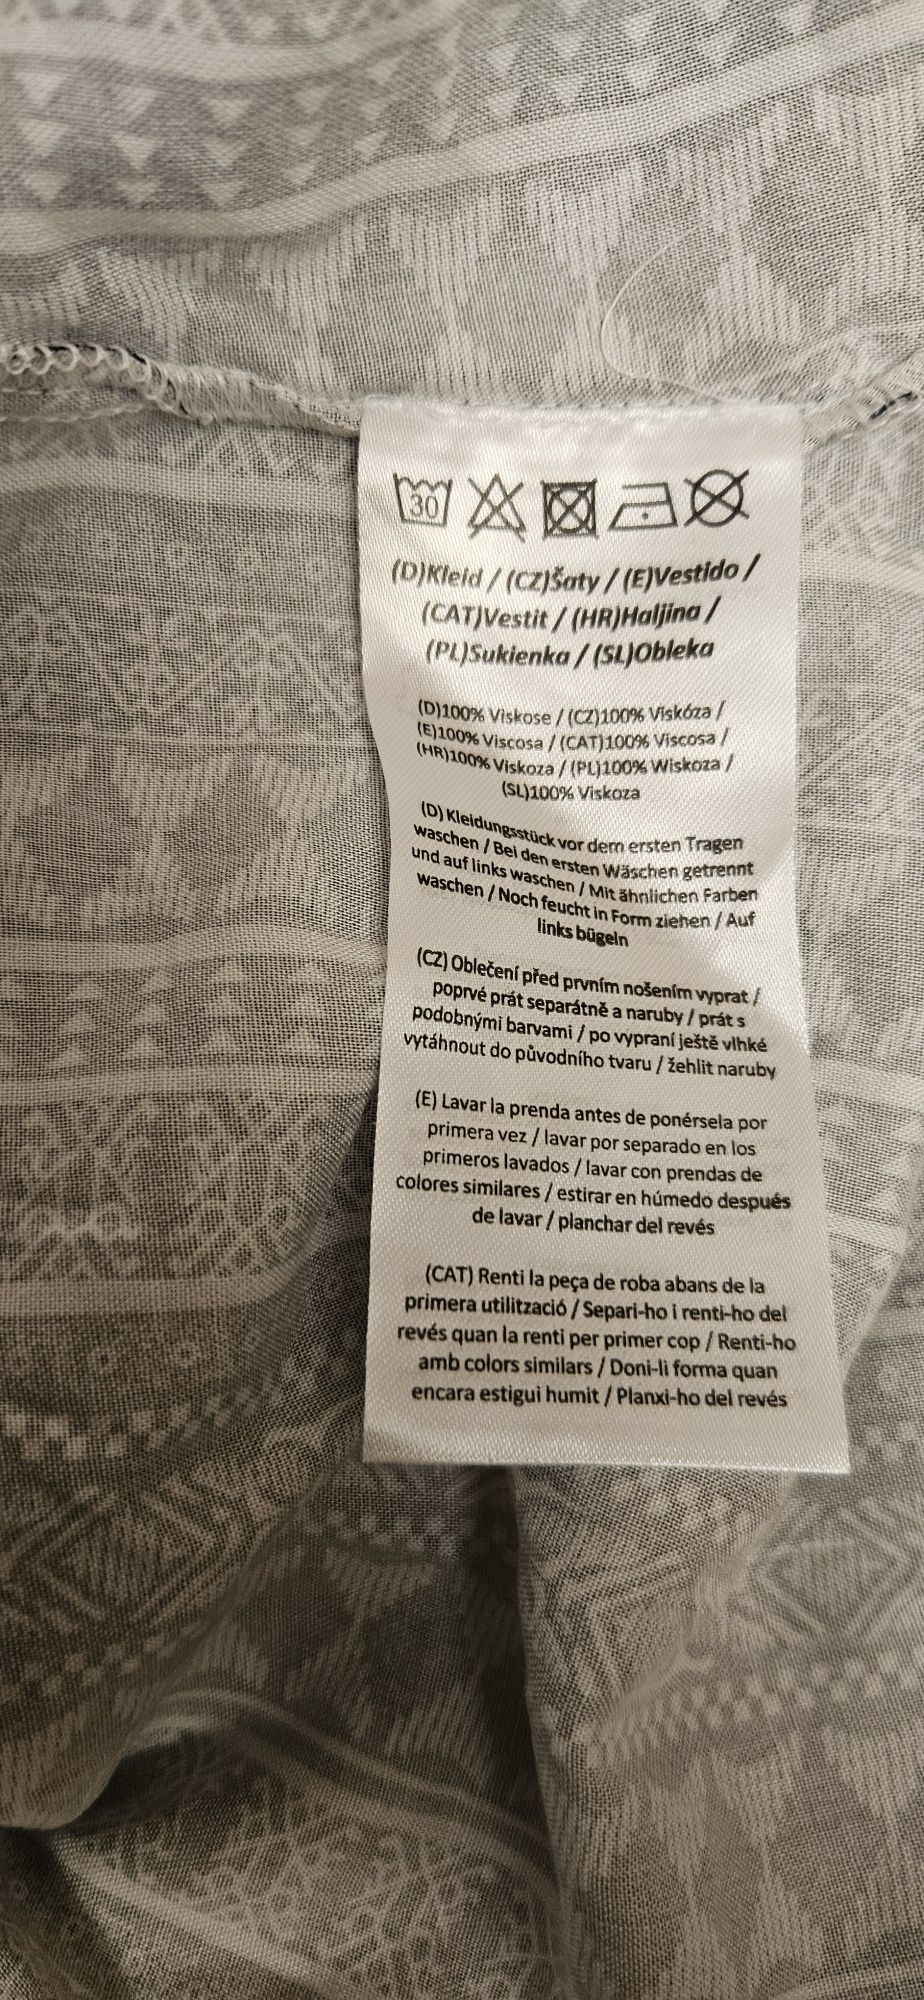 30
(D)Kleid / (CZ)Šaty / (E)Vestido /
(CAT)Vestit / (HR)Haljina /
(PL)Sukienka / (SL)Obleka
(D)100% Viskose / (CZ)100% Viskóza /
(E)100% Viscosa / (CAT)100% Viscosa /
(HR)100% Viskoza / (PL)100% Wiskoza /
(SL)100% Viskoza
(D) Kleidungsstück vor dem ersten Tragen
waschen / Bei den ersten Wäschen getrennt
und auf links waschen / Mit ähnlichen Farben
waschen / Noch feucht in Form ziehen / Auf
links bügeln
(CZ) Oblečení před prvním nošením vyprat /
poprvé prát separátně a naruby / prát s
podobnými barvami / po vypraní ještě vlhké
vytáhnout do původního tvaru / žehlit naruby
(E) Lavar la prenda antes de ponérsela por
primera vez / lavar por separado en los
primeros lavados / lavar con prendas de
colores similares / estirar en húmedo después
de lavar / planchar del revés
(CAT) Renti la peça de roba abans de la
primera utilització / Separi-ho i renti-ho del
revés quan la renti per primer cop / Renti-ho
amb colors similars / Doni-li forma quan
encara estigui humit / Planxi-ho del revés